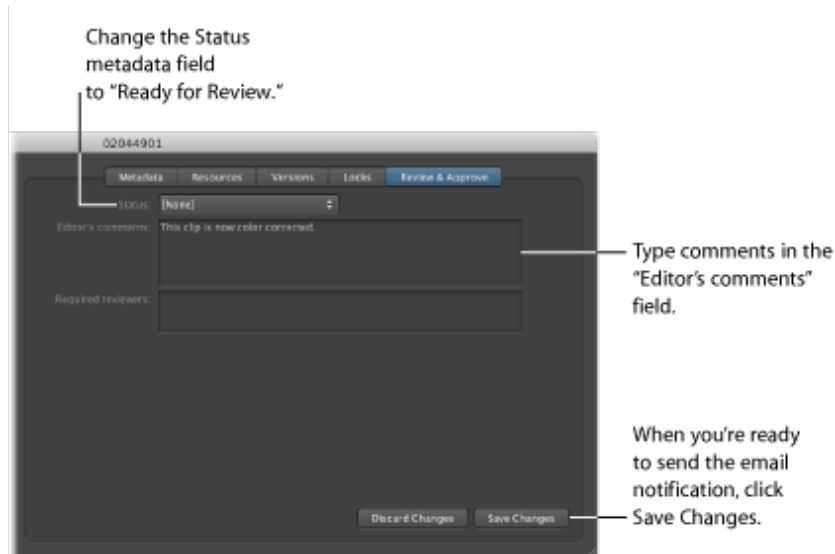 Change the Status
metadata field
to “Ready for Review.”
02044901
Metadata Resources Versions Locks Review & Approve
Status: [None]
Editor's comments: This clip is now color corrected.
Required reviewers:
Type comments in the
“Editor’s comments”
field.
When you’re ready
to send the email
notification, click
Save Changes.
Discard Changes Save Changes